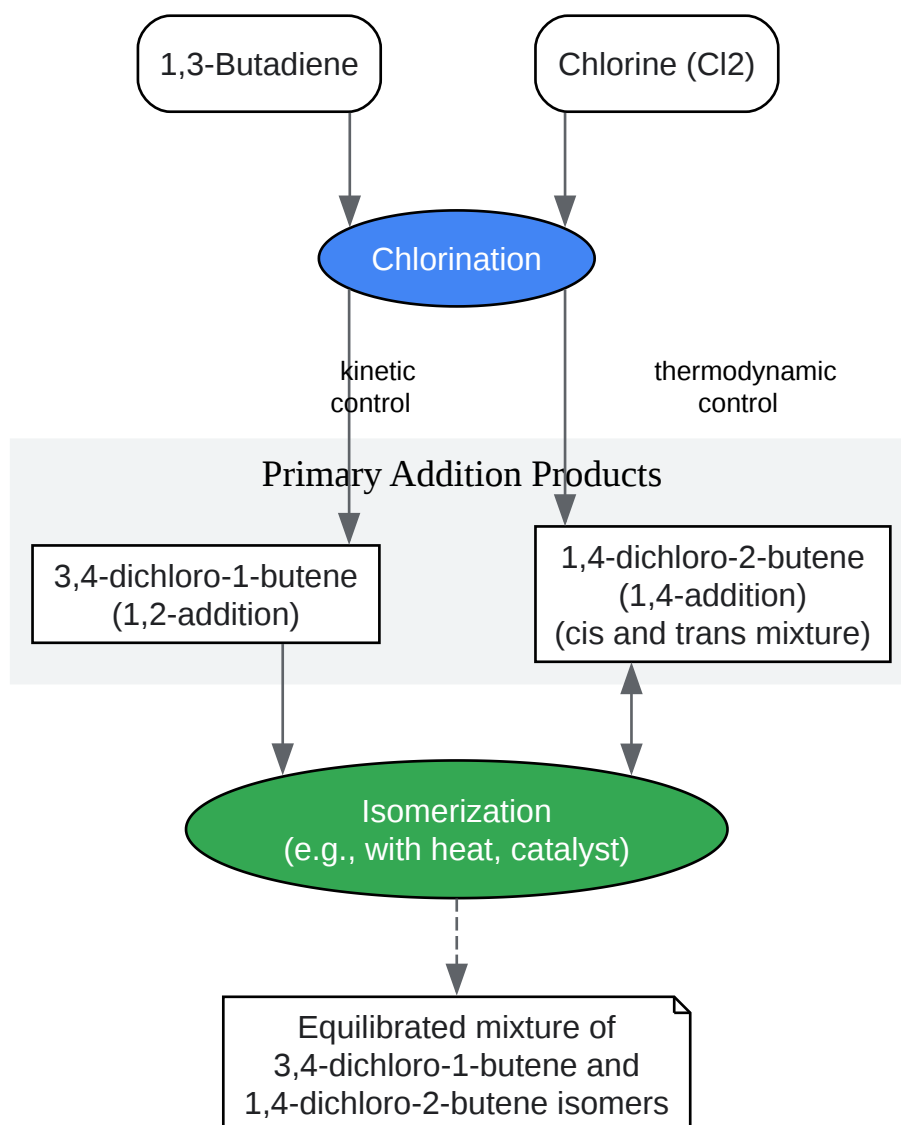 1,3-Butadiene
Chlorine (Cl2)
Chlorination
kinetic
control
thermodynamic
control
Primary Addition Products
3,4-dichloro-1-butene
(1,2-addition)
1,4-dichloro-2-butene
(1,4-addition)
(cis and trans mixture)
Isomerization
(e.g., with heat, catalyst)
Equilibrated mixture of
3,4-dichloro-1-butene and
1,4-dichloro-2-butene isomers